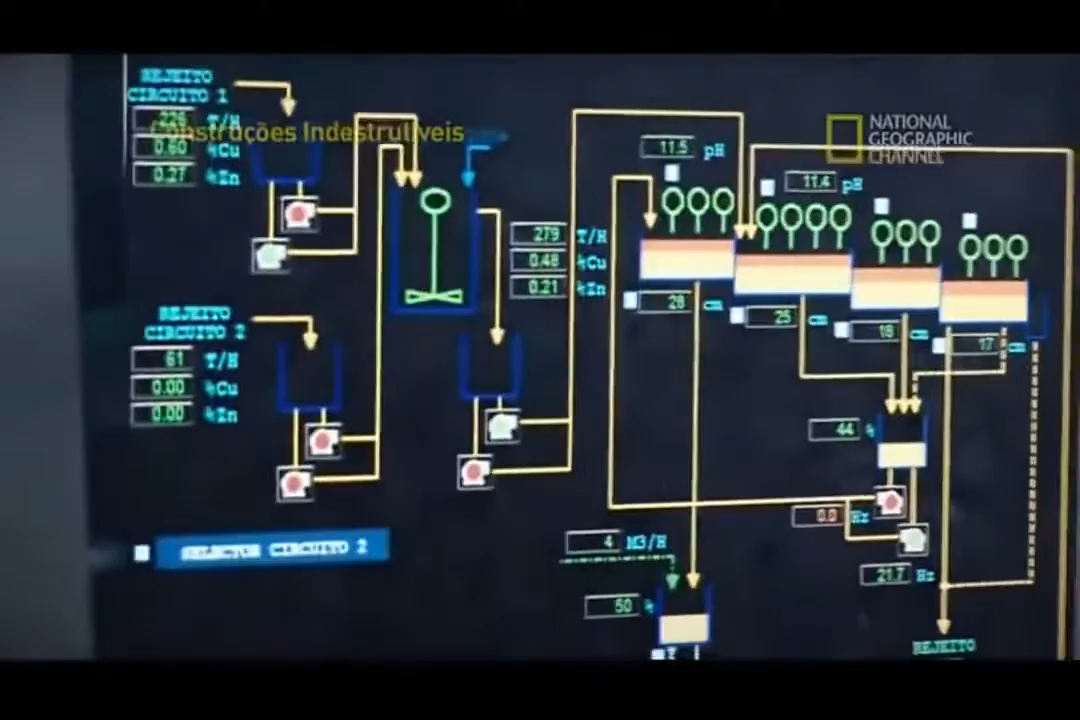 REJEITO
CIRCUITO 1
226 T/H
0.60 %Cu
0.27 %Zn
Construções Indestrutíveis
NATIONAL
GEOGRAPHIC
CHANNEL
11.5 pH
11.4 pH
279 T/H
0.48 %Cu
0.21 %Zn
28 cm
25 cm
18 cm
17 cm
REJEITO
CIRCUITO 2
61 T/H
0.00 %Cu
0.00 %Zn
44 %
0.0 Hz
21.7 Hz
SELECTOR CIRCUITO 2
4 M3/H
50 %
REJEITO